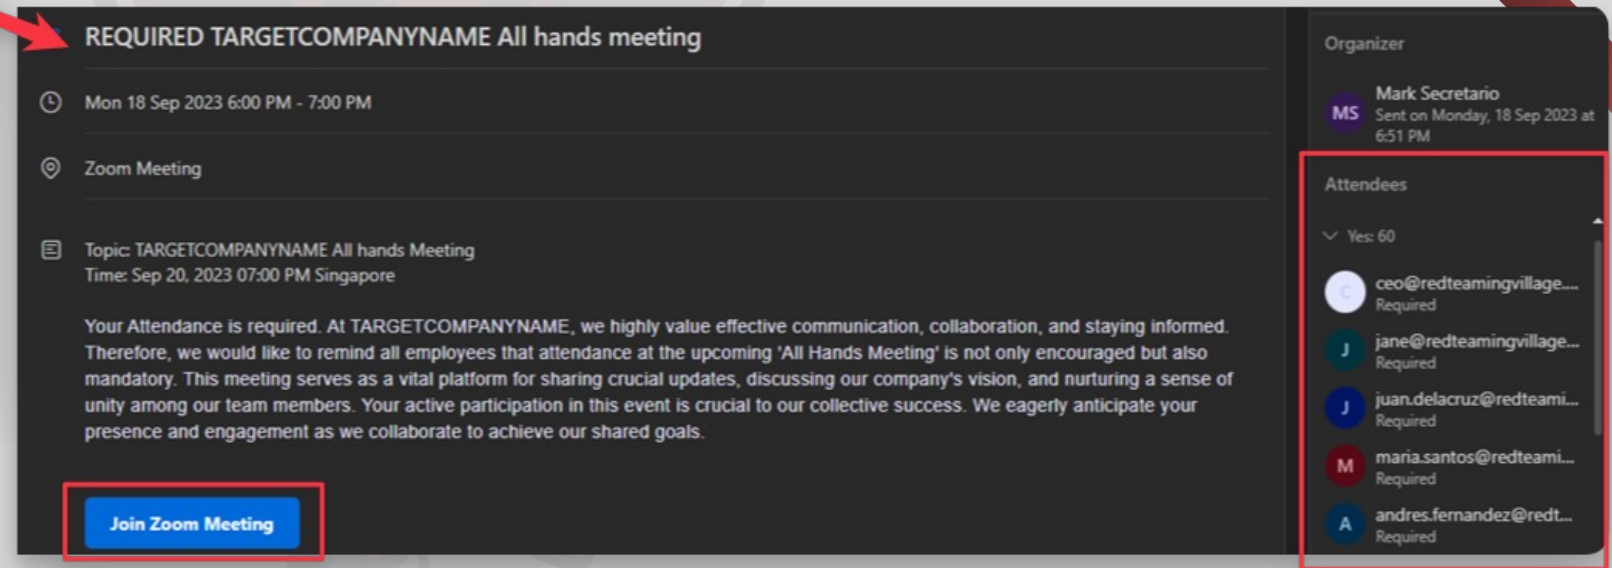 REQUIRED TARGETCOMPANYNAME All hands meeting
Mon 18 Sep 2023 6:00 PM - 7:00 PM
Zoom Meeting
Topic: TARGETCOMPANYNAME All hands Meeting
Time: Sep 20, 2023 07:00 PM Singapore
Your Attendance is required. At TARGETCOMPANYNAME, we highly value effective communication, collaboration, and staying informed.
Therefore, we would like to remind all employees that attendance at the upcoming 'All Hands Meeting' is not only encouraged but also
mandatory. This meeting serves as a vital platform for sharing crucial updates, discussing our company's vision, and nurturing a sense of
unity among our team members. Your active participation in this event is crucial to our collective success. We eagerly anticipate your
presence and engagement as we collaborate to achieve our shared goals.
Join Zoom Meeting
Organizer
MS
Mark Secretario
Sent on Monday, 18 Sep 2023 at
6:51 PM
Attendees
Yes: 60
C
ceo@redteamingvillage....
Required
J
jane@redteamingvillage...
Required
J
juan.delacruz@redteami...
Required
M
maria.santos@redteami...
Required
A
andres.fernandez@redt...
Required